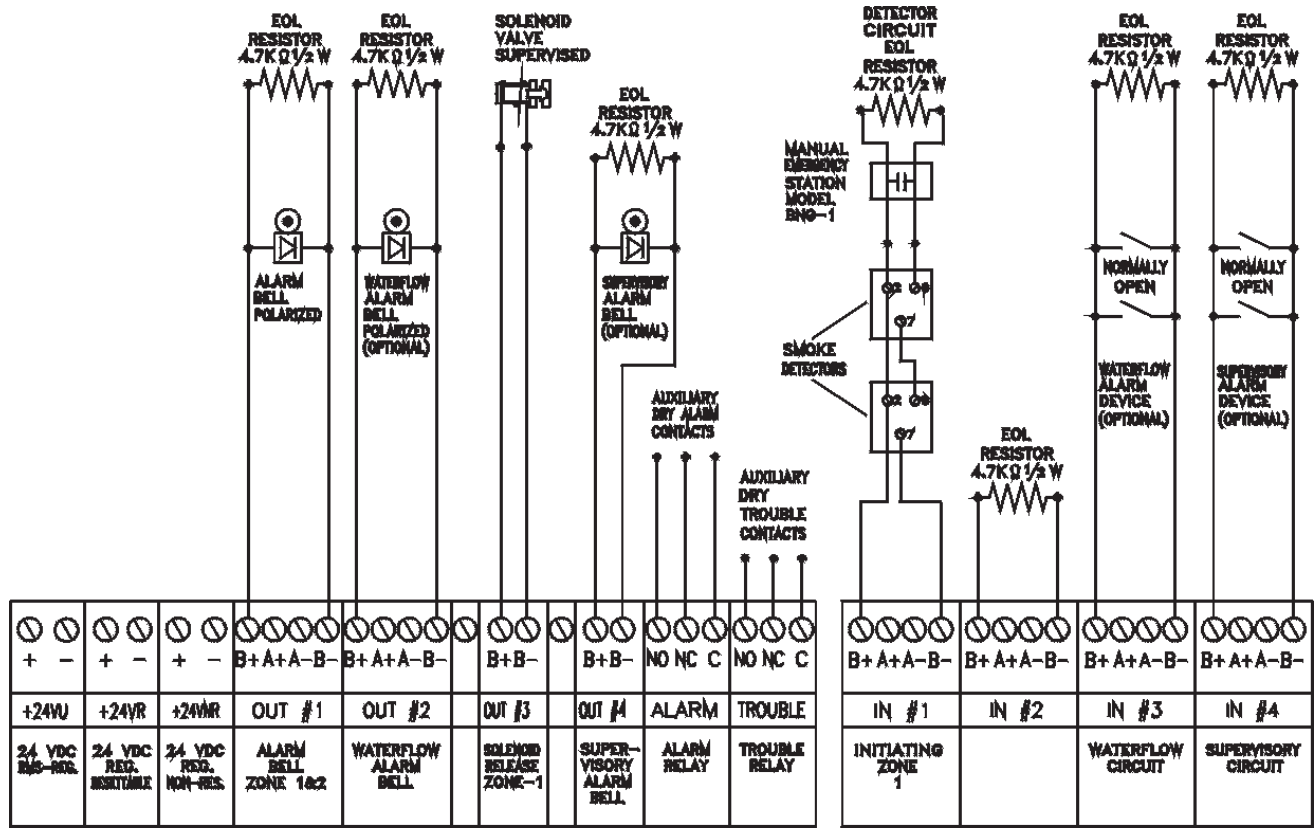 EOL
RESISTOR
4.7KΩ 1/2 W
EOL
RESISTOR
4.7KΩ 1/2 W
SOLENOID
VALVE
SUPERVISED
EOL
RESISTOR
4.7KΩ 1/2 W
DETECTOR
CIRCUIT
EOL
RESISTOR
4.7KΩ 1/2 W
EOL
RESISTOR
4.7KΩ 1/2 W
EOL
RESISTOR
4.7KΩ 1/2 W
MANUAL
EMERGENCY
STATION
MODEL
BNG-1
ALARM
BELL
POLARIZED
WATERFLOW
ALARM
BELL
POLARIZED
(OPTIONAL)
SUPERVISORY
ALARM
BELL
(OPTIONAL)
2 6
7
SMOKE
DETECTORS
2 6
7
NORMALLY
OPEN
NORMALLY
OPEN
WATERFLOW
ALARM
DEVICE
(OPTIONAL)
SUPERVISORY
ALARM
DEVICE
(OPTIONAL)
AUXILIARY
DRY ALARM
CONTACTS
AUXILIARY
DRY
TROUBLE
CONTACTS
EOL
RESISTOR
4.7KΩ 1/2 W
+ - + - + - B+ A+ A- B- B+ A+ A- B- B+ B- B+ B- NO NC C NO NC C B+ A+ A- B- B+ A+ A- B- B+ A+ A- B- B+ A+ A- B-
+24VU +24VR +24VNR OUT #1 OUT #2 OUT #3 OUT #4 ALARM TROUBLE IN #1 IN #2 IN #3 IN #4
24 VDC
24 VDC
REG.
RESETTABLE
24 VDC
REG.
NON-RES.
ALARM
BELL
ZONE 1&2
WATERFLOW
ALARM
BELL
SOLENOID
RELEASE
ZONE-1
SUPER-
VISORY
ALARM
BELL
ALARM
RELAY
TROUBLE
RELAY
INITIATING
ZONE
1
WATERFLOW
CIRCUIT
SUPERVISORY
CIRCUIT